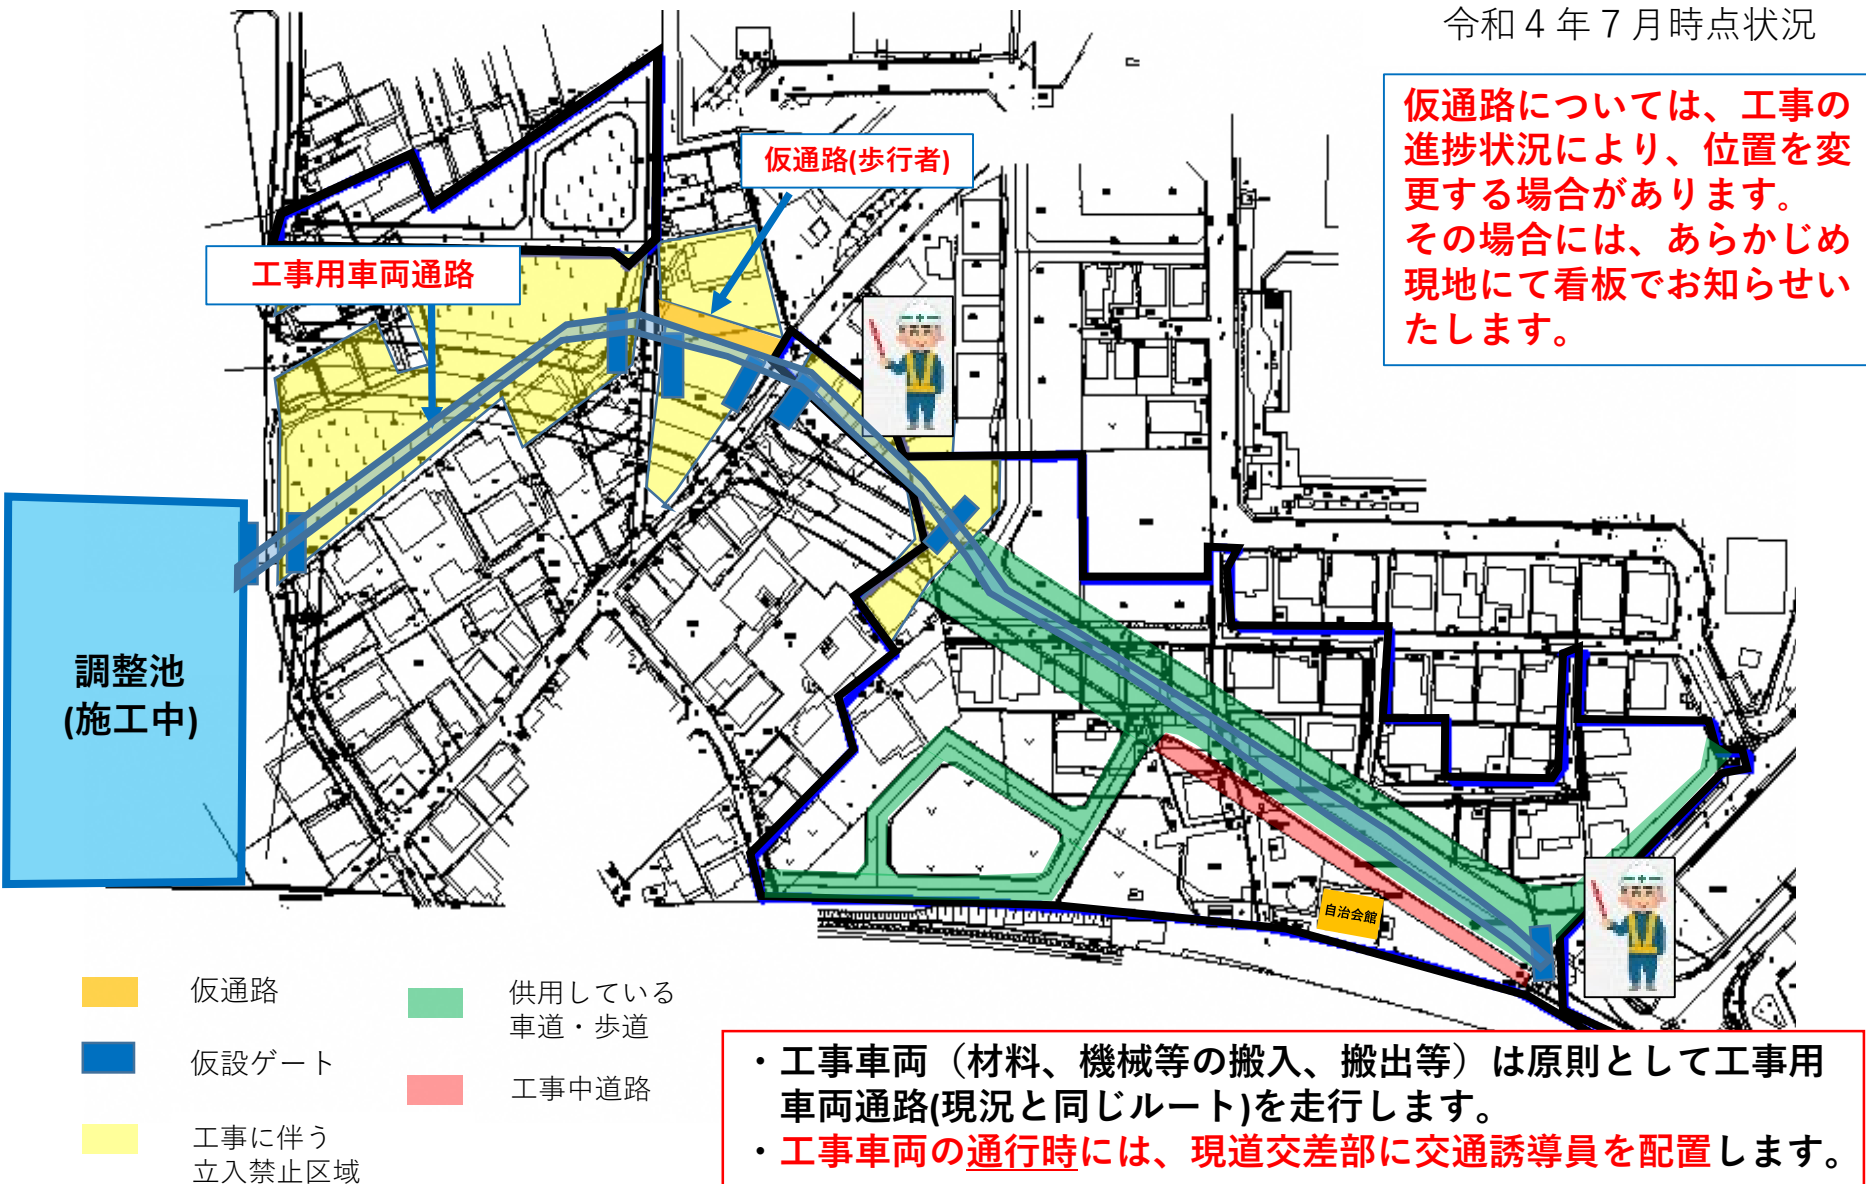 令和４年７月時点状況
仮通路については、工事の
進捗状況により、位置を変
更する場合があります。
その場合には、あらかじめ
現地にて看板でお知らせい
たします。
仮通路(歩行者)
工事用車両通路
調整池
(施工中)
自治会館
仮通路
仮設ゲート
工事に伴う
立入禁止区域
供用している
車道・歩道
工事中道路
・工事車両（材料、機械等の搬入、搬出等）は原則として工事用
車両通路(現況と同じルート)を走行します。
・工事車両の通行時には、現道交差部に交通誘導員を配置します。